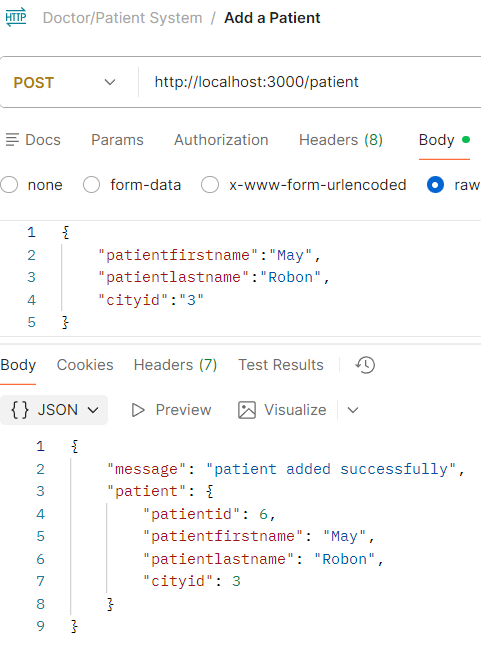 HTTP Doctor/Patient System / Add a Patient
POST http://localhost:3000/patient
Docs Params Authorization Headers (8) Body
none form-data x-www-form-urlencoded raw
1 {
2 "patientfirstname":"May",
3 "patientlastname":"Robon",
4 "cityid":"3"
5 }
Body Cookies Headers (7) Test Results
{} JSON Preview Visualize
1 {
2 "message": "patient added successfully",
3 "patient": {
4 "patientid": 6,
5 "patientfirstname": "May",
6 "patientlastname": "Robon",
7 "cityid": 3
8 }
9 }